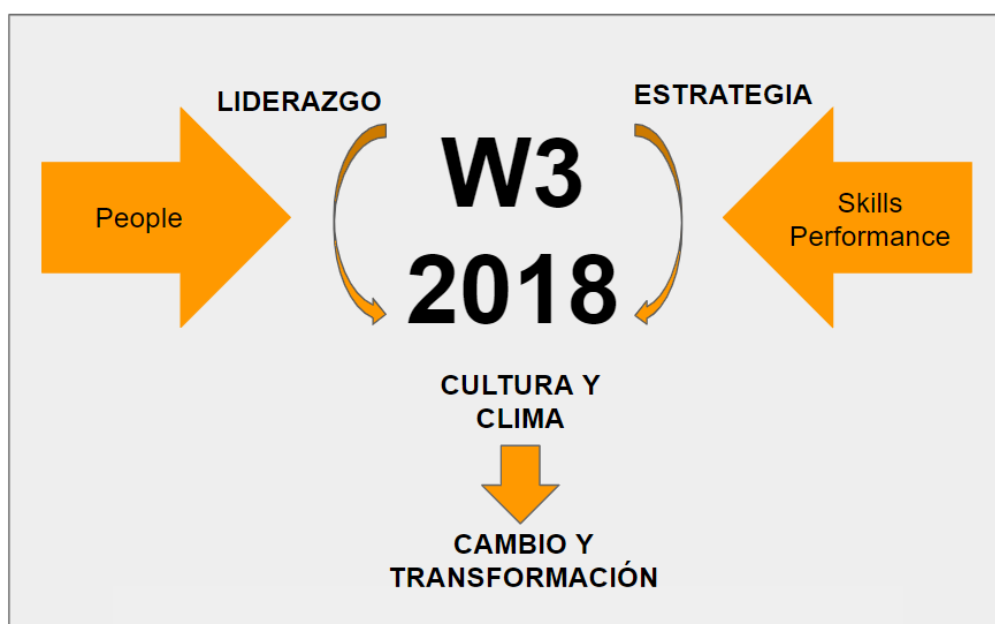 LIDERAZGO
ESTRATEGIA
W3
2018
People
Skills
Performance
CULTURA Y
CLIMA
CAMBIO Y
TRANSFORMACIÓN